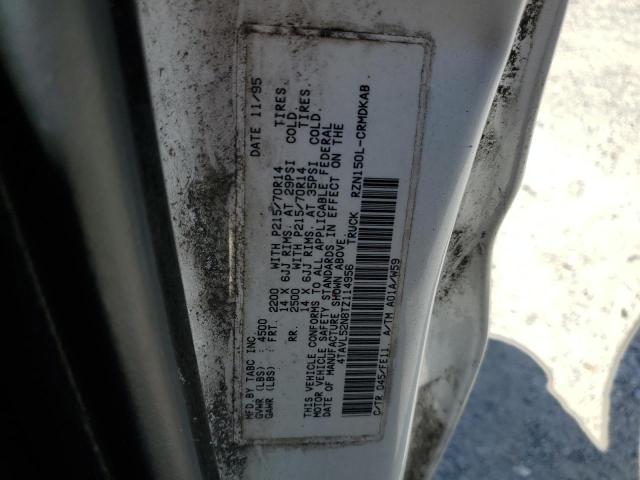 MFD BY TABC INC DATE 11/95
GVWR (LBS) : 4500
GAWR (LBS) : FRT. 2200 WITH P215/70R14 TIRES.
14 X 6JJ RIMS. AT 29PSI COLD.
RR. 2500 WITH P215/70R14 TIRES.
14 X 6JJ RIMS. AT 35PSI COLD.
THIS VEHICLE CONFORMS TO ALL APPLICABLE FEDERAL
MOTOR VEHICLE SAFETY STANDARDS IN EFFECT ON THE
DATE OF MANUFACTURE SHOWN ABOVE.
4TAVL52N8TZ114956 TRUCK RZN150L-CRMDKAB
C/TR 045/FE11 A/TM A01A/W59